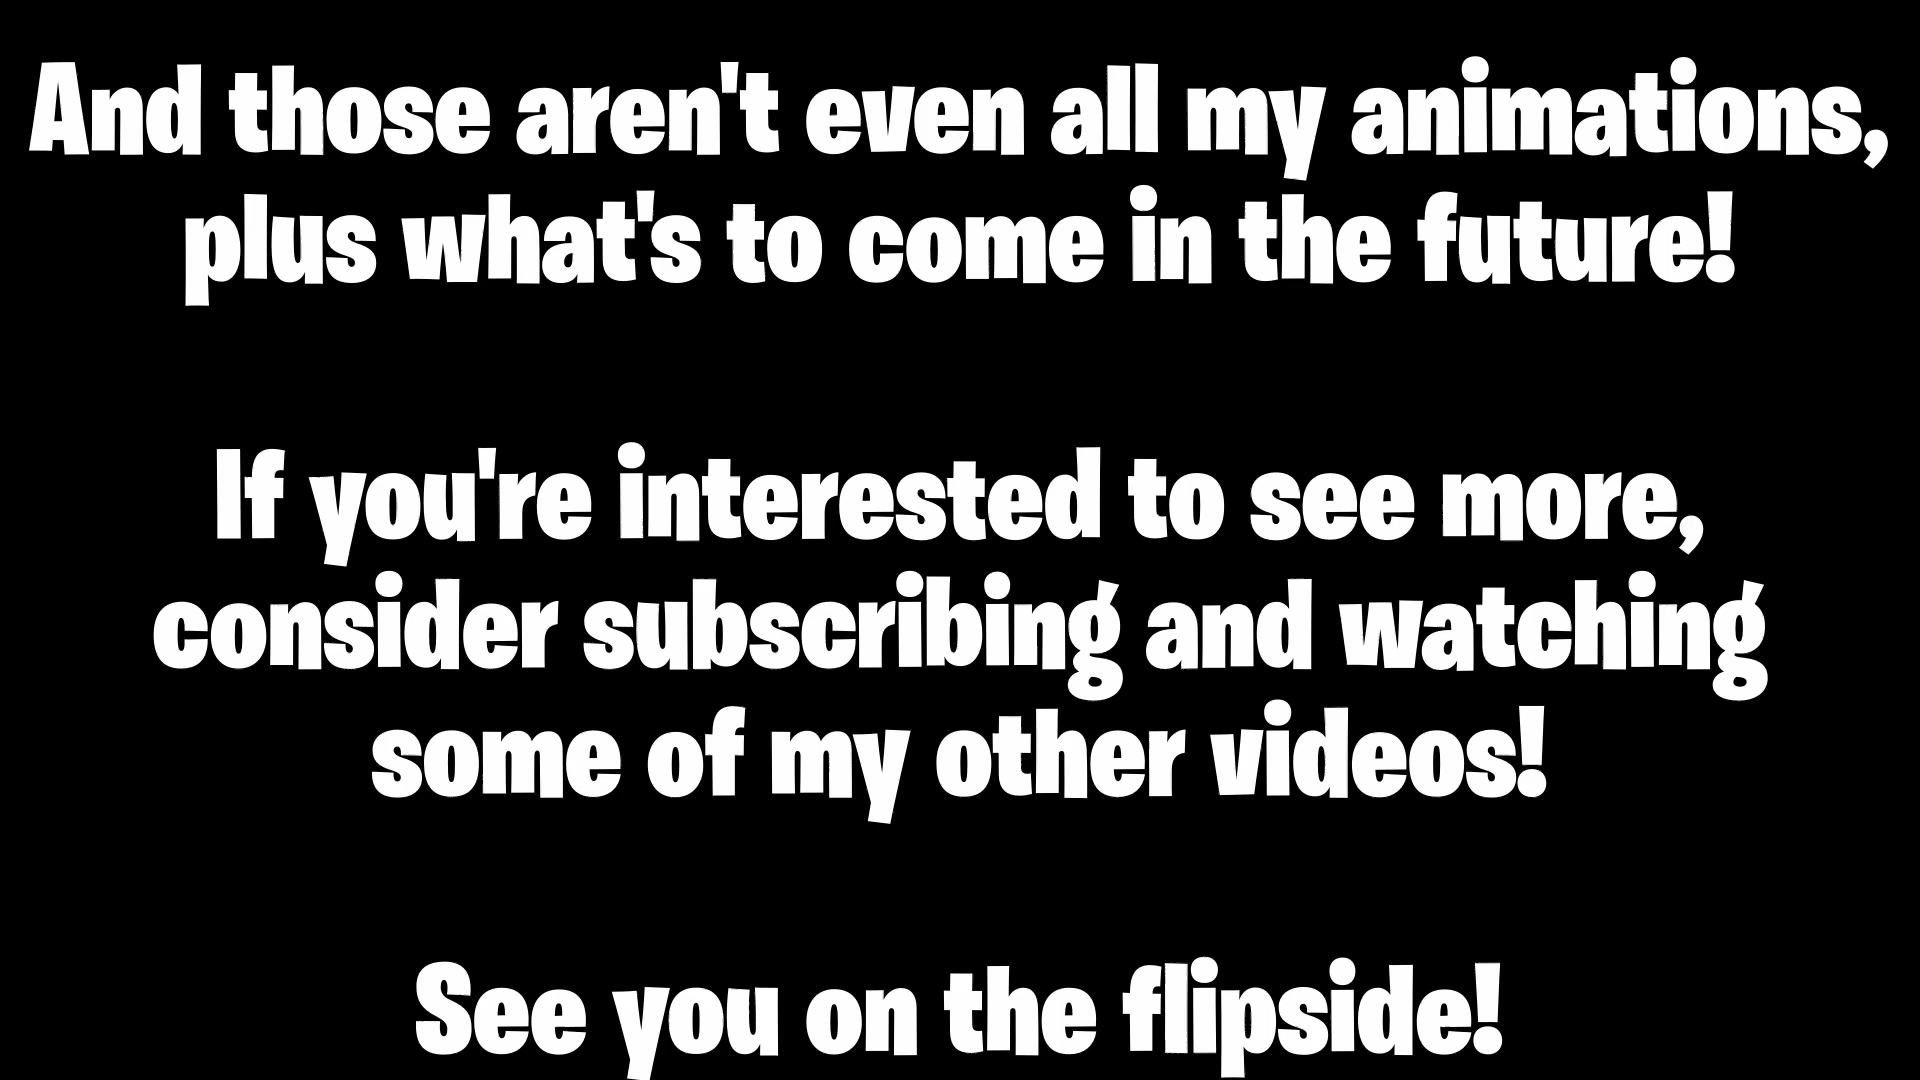 And those aren't even all my animations,
plus what's to come in the future!
If you're interested to see more,
consider subscribing and watching
some of my other videos!
See you on the flipside!